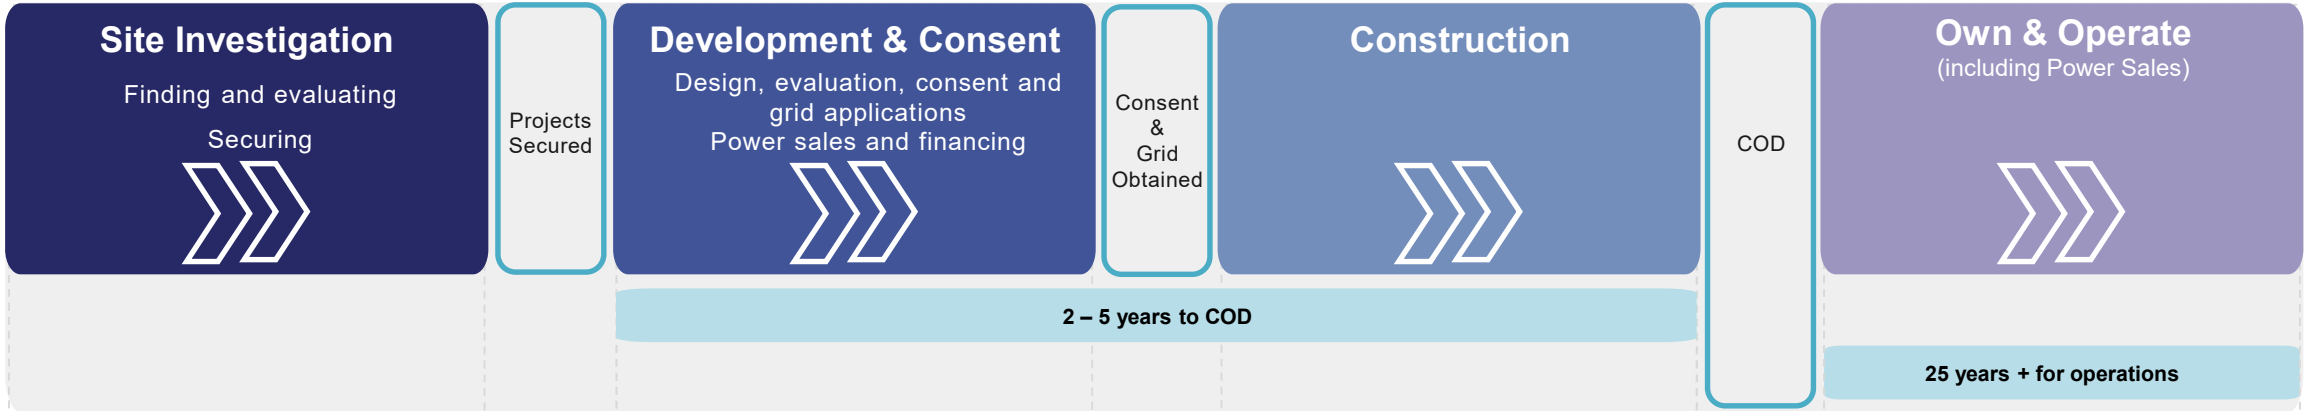 Site Investigation
Finding and evaluating
Securing
Projects
Secured
Development & Consent
Design, evaluation, consent and
grid applications
Power sales and financing
Consent
&
Grid
Obtained
Construction
COD
Own & Operate
(including Power Sales)
2 – 5 years to COD
25 years + for operations